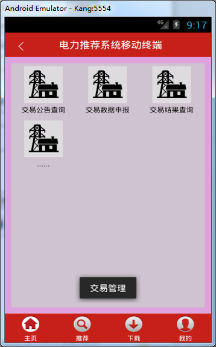 Android Emulator - Kang:5554
4G 9:17
电力推荐系统移动终端
交易公告查询 交易数据申报 交易结果查询
......
交易管理
主页 推荐 下载 我的